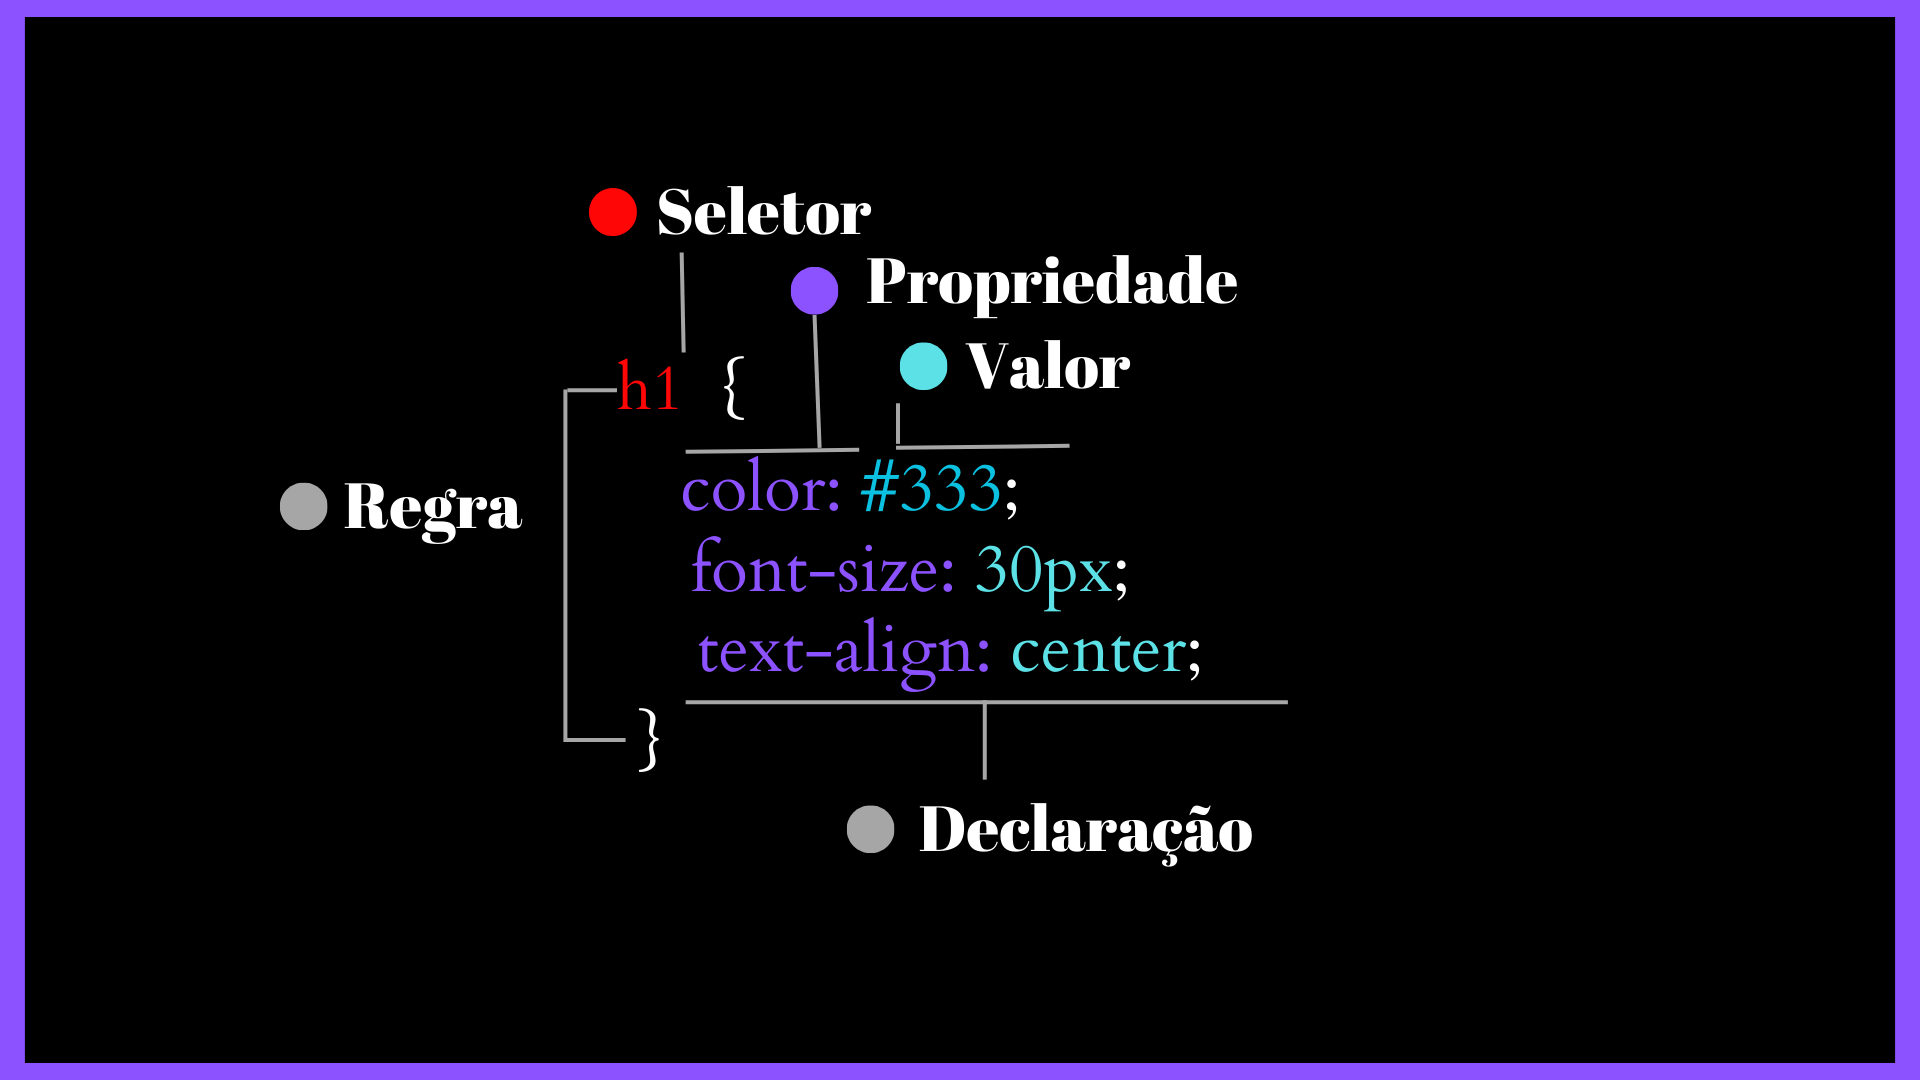 Seletor
Propriedade
Valor
h1 {
color: #333;
Regra
font-size: 30px;
text-align: center;
}
Declaração